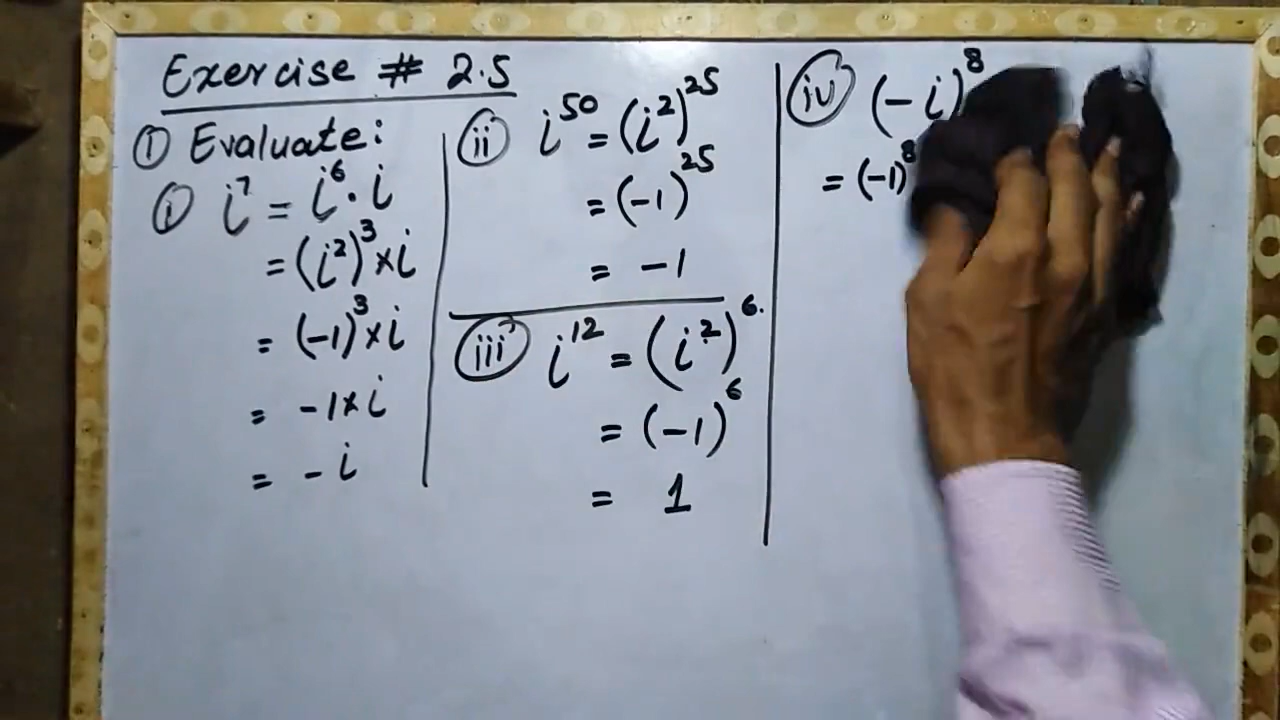 Exercise # 2.5
① Evaluate:
ⓘ i⁷ = i⁶ · i
= (i²)³ × i
= (-1)³ × i
= -1 × i
= -i
ⓘⓘ i⁵⁰ = (i²)²⁵
= (-1)²⁵
= -1
iii i¹² = (i²)⁶·
= (-1)⁶
= 1
iv (-i)⁸
= (-1)⁸